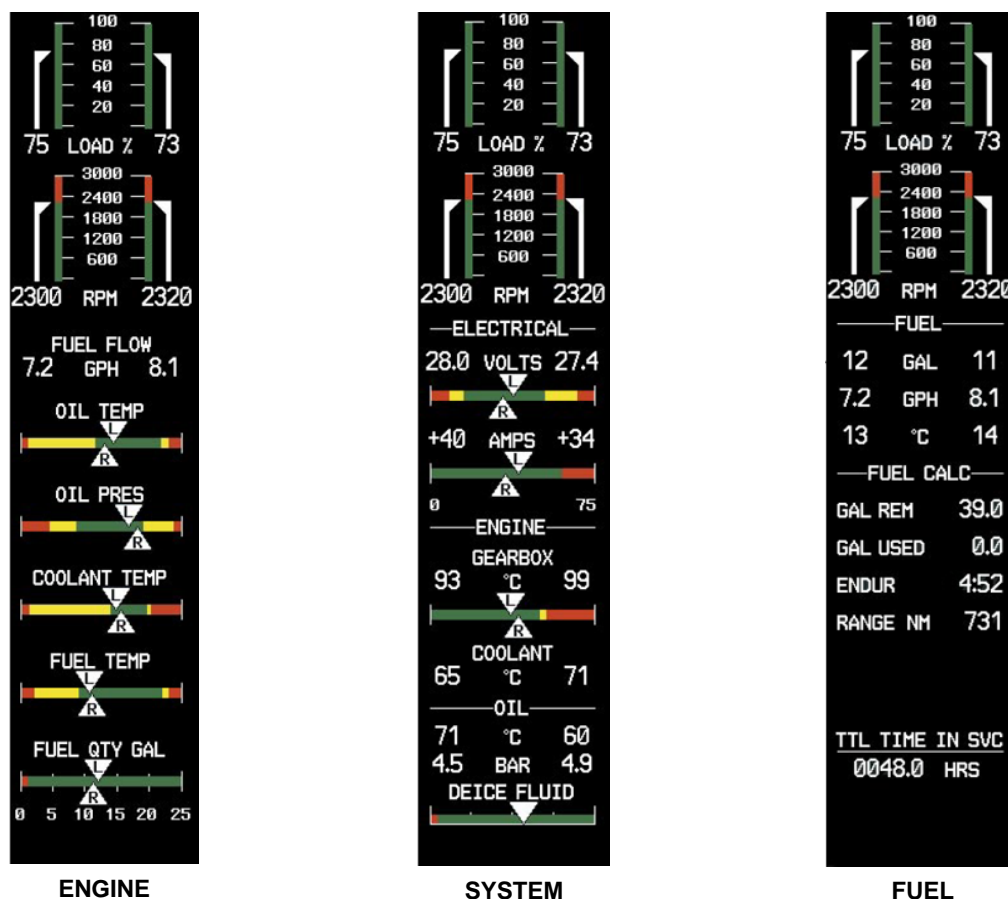 100
80
60
40
20
75 LOAD % 73
3000
2400
1800
1200
600
2300 RPM 2320
FUEL FLOW
7.2 GPH 8.1
OIL TEMP
L
R
OIL PRES
L
R
COOLANT TEMP
L
R
FUEL TEMP
L
R
FUEL QTY GAL
L
R
0 5 10 15 20 25
ENGINE
100
80
60
40
20
75 LOAD % 73
3000
2400
1800
1200
600
2300 RPM 2320
ELECTRICAL
28.0 VOLTS 27.4
L
R
+40 AMPS +34
L
R
0 75
ENGINE
GEARBOX
93 °C 99
L
R
COOLANT
65 °C 71
OIL
71 °C 60
4.5 BAR 4.9
DEICE FLUID
SYSTEM
100
80
60
40
20
75 LOAD % 73
3000
2400
1800
1200
600
2300 RPM 2320
FUEL
12 GAL 11
7.2 GPH 8.1
13 °C 14
FUEL CALC
GAL REM 39.0
GAL USED 0.0
ENDUR 4:52
RANGE NM 731
TTL TIME IN SVC
0048.0 HRS
FUEL